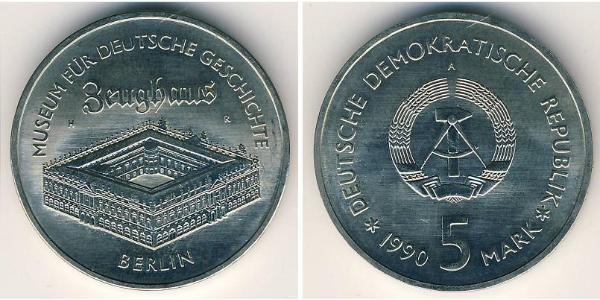 MUSEUM FÜR DEUTSCHE GESCHICHTE
Zeughaus
H R
BERLIN
A
* DEUTSCHE DEMOKRATISCHE REPUBLIK *
1990 5 MARK